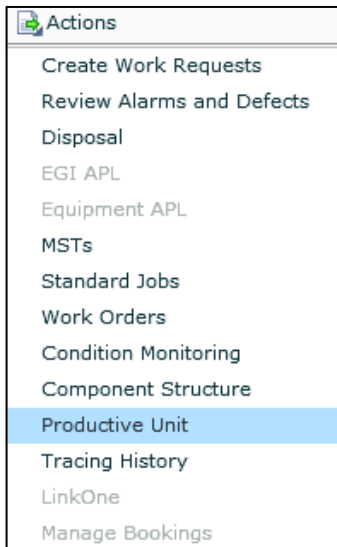 Actions
Create Work Requests
Review Alarms and Defects
Disposal
EGI APL
Equipment APL
MSTs
Standard Jobs
Work Orders
Condition Monitoring
Component Structure
Productive Unit
Tracing History
LinkOne
Manage Bookings